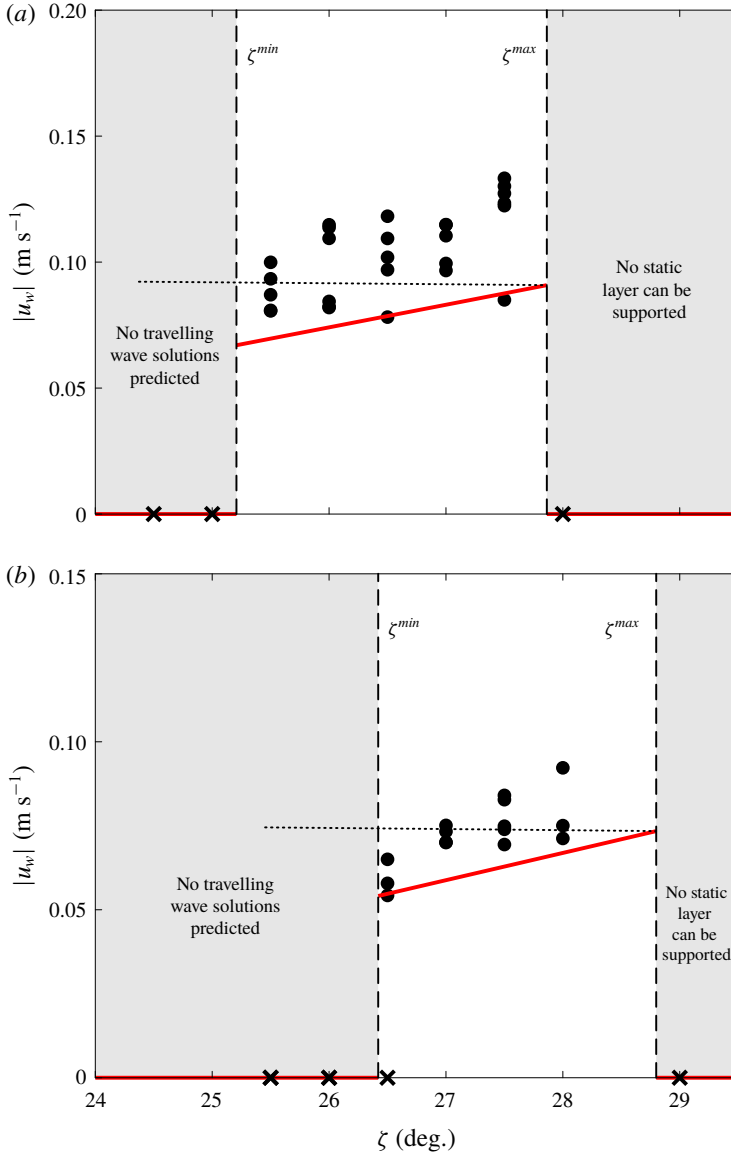 (a)
0.20
0.15
0.10
0.05
0
|u_w| (m s⁻¹)
ζ^min
ζ^max
No travelling
wave solutions
predicted
No static
layer can be
supported
(b)
0.15
0.10
0.05
0
|u_w| (m s⁻¹)
ζ^min
ζ^max
No travelling
wave solutions
predicted
No static
layer
can be
supported
24 25 26 27 28 29
ζ (deg.)